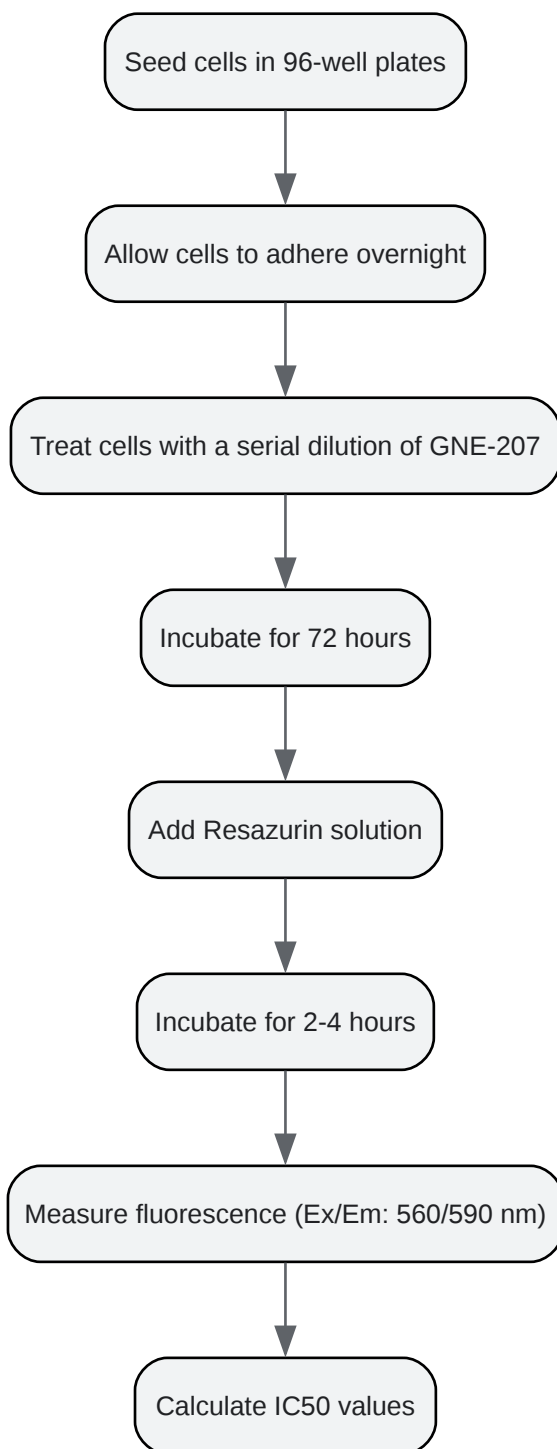 Seed cells in 96-well plates
Allow cells to adhere overnight
Treat cells with a serial dilution of GNE-207
Incubate for 72 hours
Add Resazurin solution
Incubate for 2-4 hours
Measure fluorescence (Ex/Em: 560/590 nm)
Calculate IC50 values